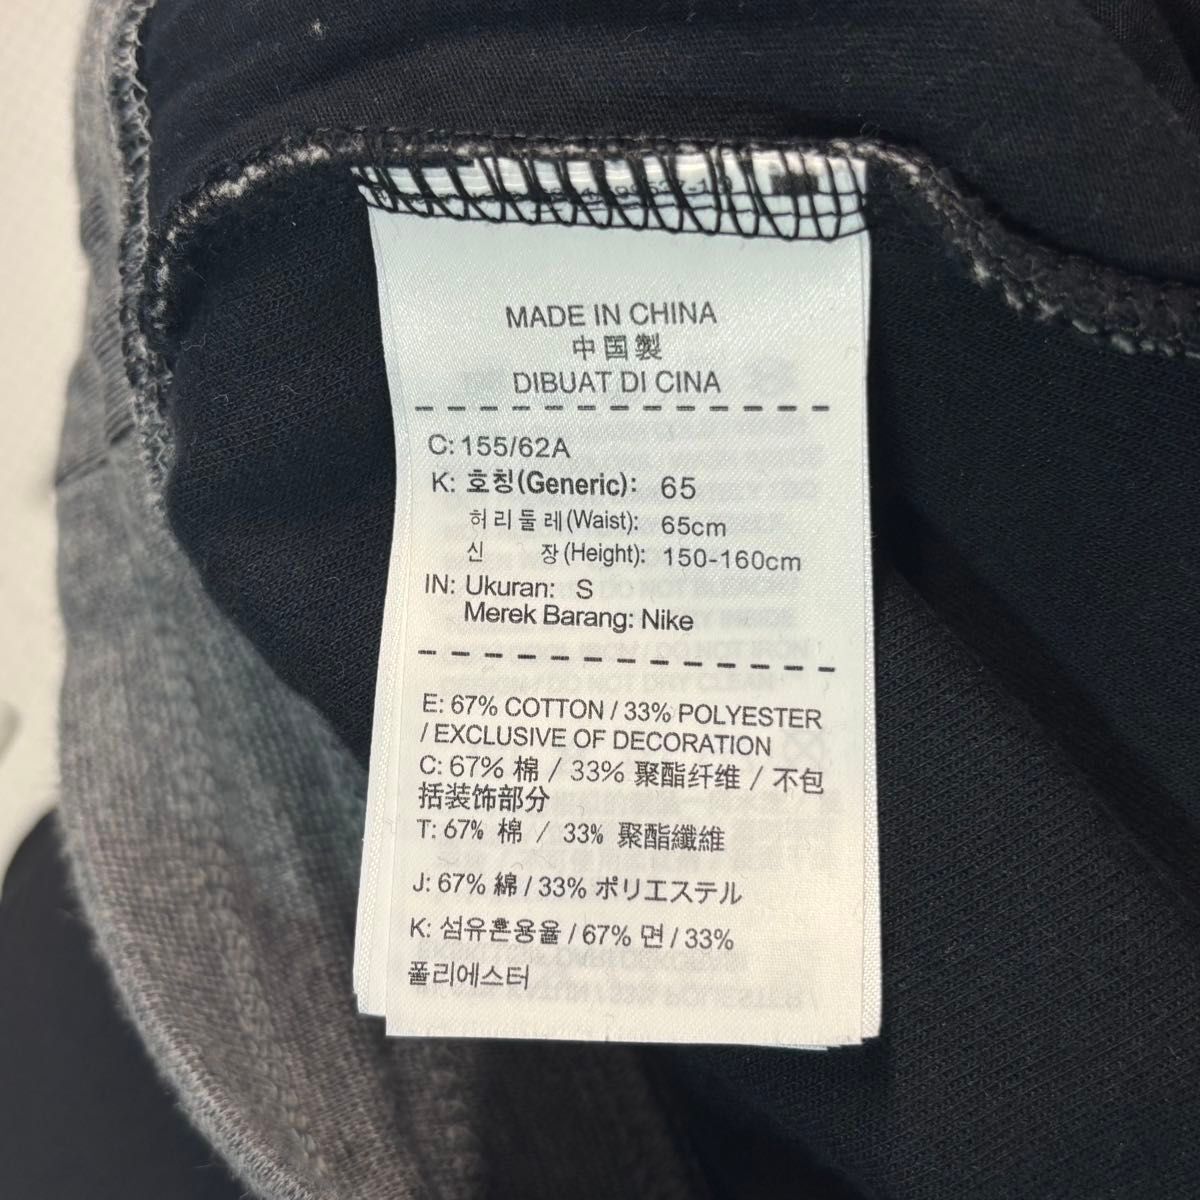 MADE IN CHINA
中国製
DIBUAT DI CINA
C: 155/62A
K: 호칭(Generic): 65
허리둘레(Waist): 65cm
신 장(Height): 150-160cm
IN: Ukuran: S
Merek Barang: Nike
E: 67% COTTON / 33% POLYESTER
/ EXCLUSIVE OF DECORATION
C: 67% 棉 / 33% 聚酯纤维 / 不包
括装饰部分
T: 67% 棉 / 33% 聚酯纖維
J: 67% 綿 / 33% ポリエステル
K: 섬유혼용율 / 67% 면 / 33%
폴리에스터